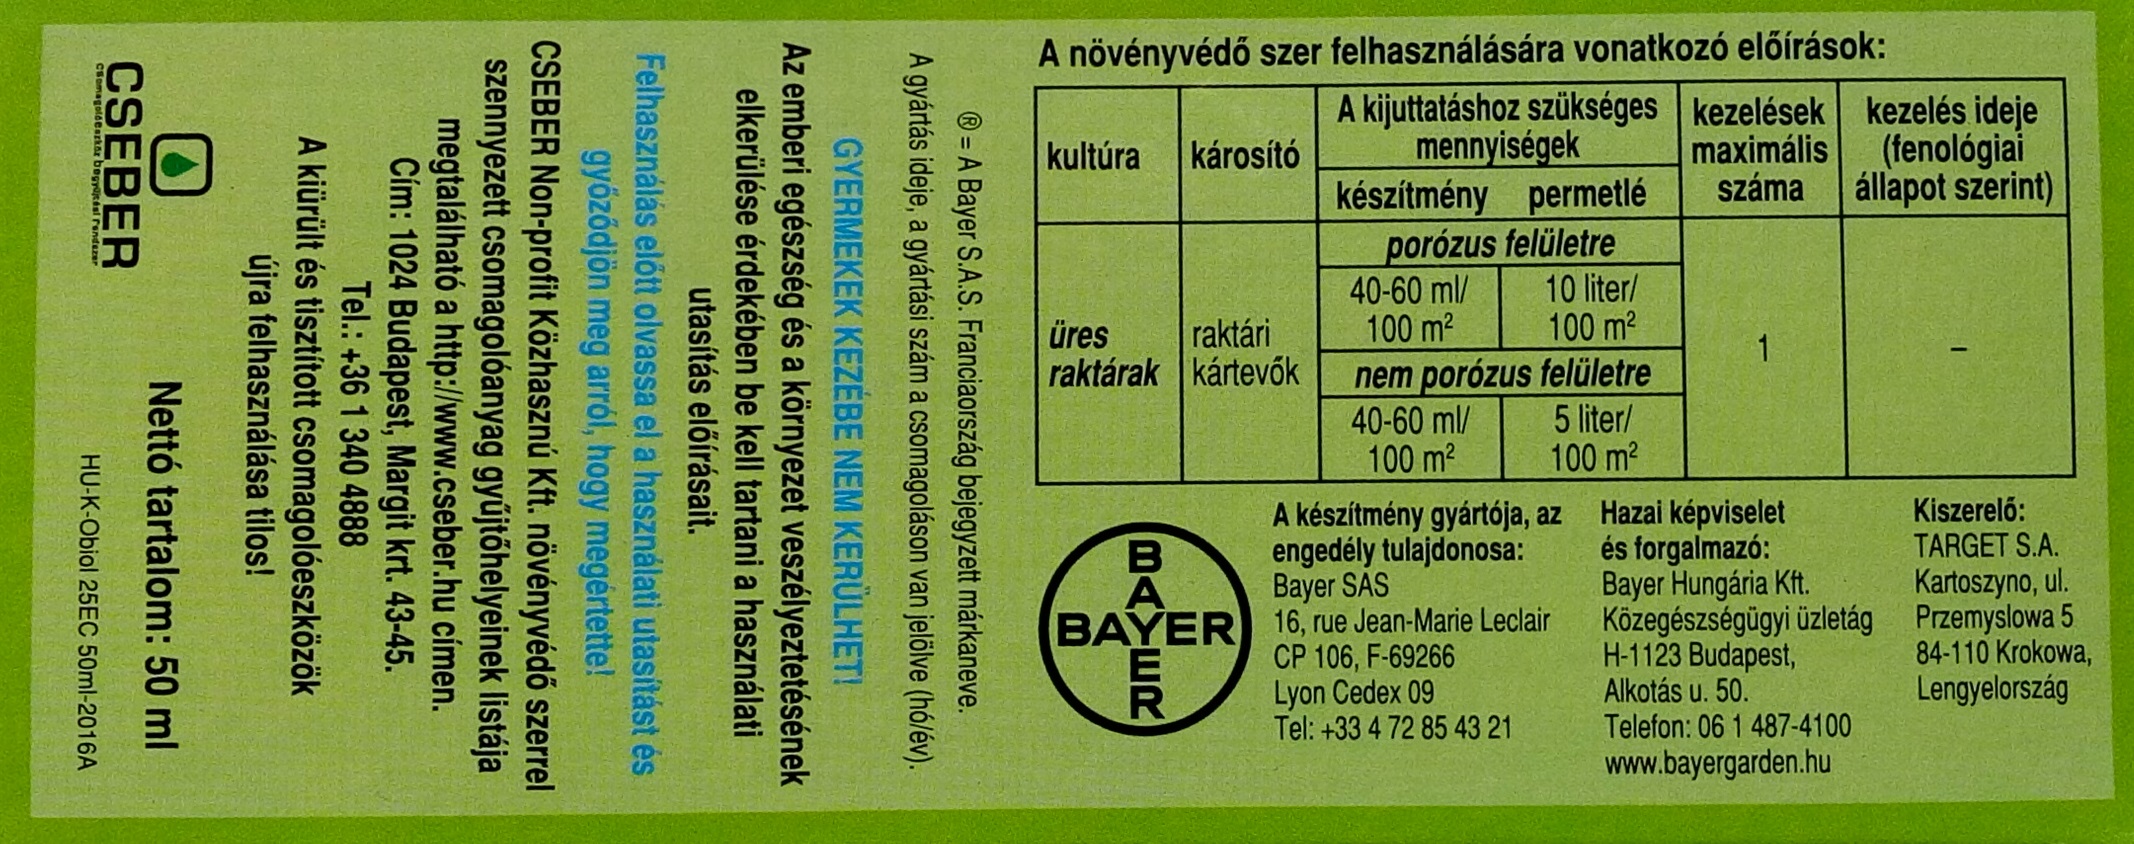 A növényvédő szer felhasználására vonatkozó előírások:
kultúra
károsító
A kijuttatáshoz szükséges
mennyiségek
készítmény permetlé
kezelések
maximális
száma
kezelés ideje
(fenológiai
állapot szerint)
üres
raktárak
raktári
kártevők
porózus felületre
40-60 ml/
100 m²
10 liter/
100 m²
nem porózus felületre
40-60 ml/
100 m²
5 liter/
100 m²
1
–
BAYER
BAYER
A készítmény gyártója, az
engedély tulajdonosa:
Bayer SAS
16, rue Jean-Marie Leclair
CP 106, F-69266
Lyon Cedex 09
Tel: +33 4 72 85 43 21
Hazai képviselet
és forgalmazó:
Bayer Hungária Kft.
Közegészségügyi üzletág
H-1123 Budapest,
Alkotás u. 50.
Telefon: 06 1 487-4100
www.bayergarden.hu
Kiszerelő:
TARGET S.A.
Kartoszyno, ul.
Przemyslowa 5
84-110 Krokowa,
Lengyelország
® = A Bayer S.A.S. Franciaország bejegyzett márkaneve.
A gyártás ideje, a gyártási szám a csomagoláson van jelölve (hó/év).
GYERMEKEK KEZÉBE NEM KERÜLHET!
Az emberi egészség és a környezet veszélyeztetésének
elkerülése érdekében be kell tartani a használati
utasítás előírásait.
Felhasználás előtt olvassa el a használati utasítást és
győződjön meg arról, hogy megértette!
CSEBER Non-profit Közhasznú Kft. növényvédő szerrel
szennyezett csomagolóanyag gyűjtőhelyeinek listája
megtalálható a http://www.cseber.hu címen.
Cím: 1024 Budapest, Margit krt. 43-45.
Tel.: +36 1 340 4888
A kiürült és tisztított csomagolóeszközök
újra felhasználása tilos!
CSEBER
csomagolóeszköz begyűjtési rendszer
Nettó tartalom: 50 ml
HU-K-Obiol 25EC 50ml-2016A